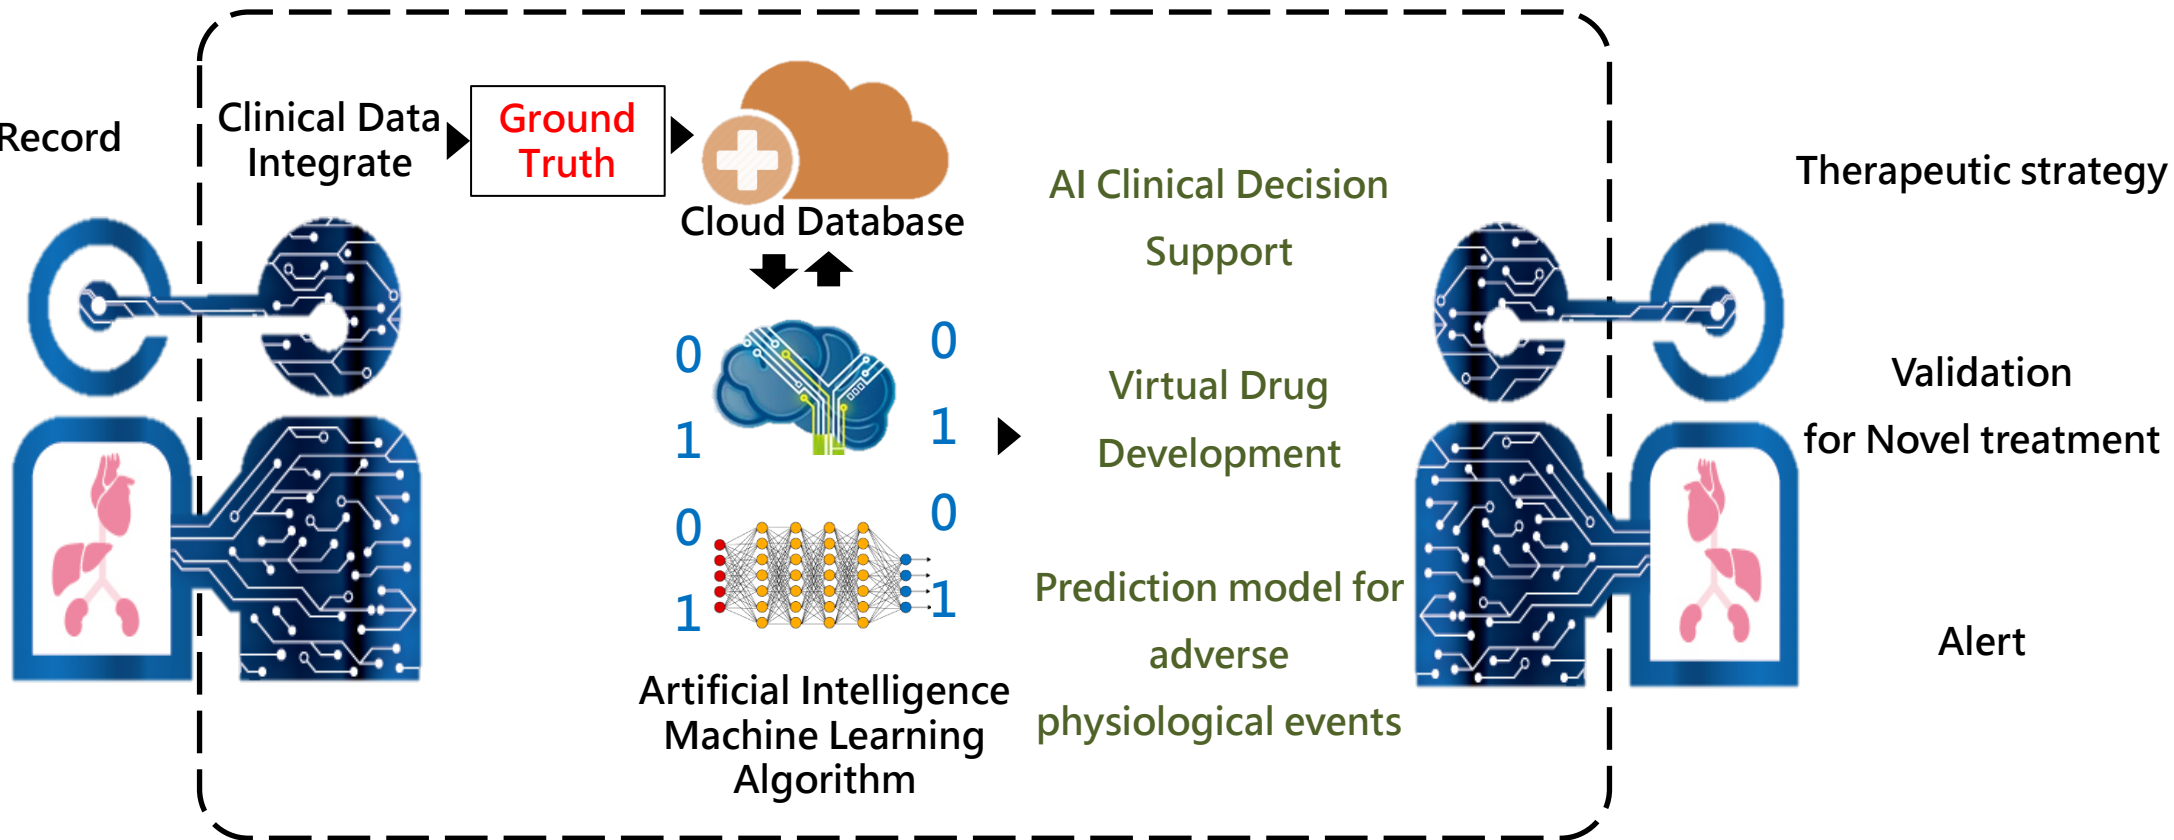 Record
Clinical Data
Integrate
Ground
Truth
Cloud Database
0
1
0
1
0
1
0
1
Artificial Intelligence
Machine Learning
Algorithm
AI Clinical Decision
Support
Virtual Drug
Development
Prediction model for
adverse
physiological events
Therapeutic strategy
Validation
for Novel treatment
Alert